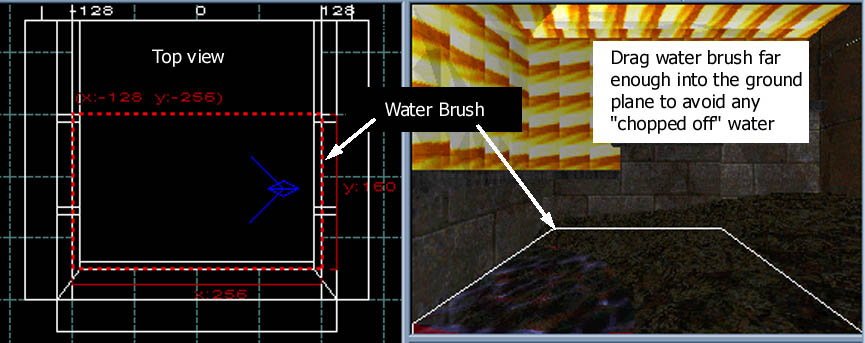 -128
0
128
Top view
(x:-128 y:-256)
Water Brush
y:160
x:256
Drag water brush far
enough into the ground
plane to avoid any
"chopped off" water